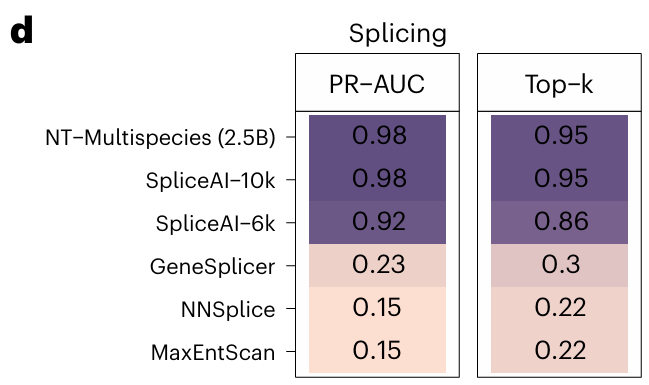 d
Splicing
PR−AUC Top−k
NT−Multispecies (2.5B) 0.98 0.95
SpliceAI−10k 0.98 0.95
SpliceAI−6k 0.92 0.86
GeneSplicer 0.23 0.3
NNSplice 0.15 0.22
MaxEntScan 0.15 0.22